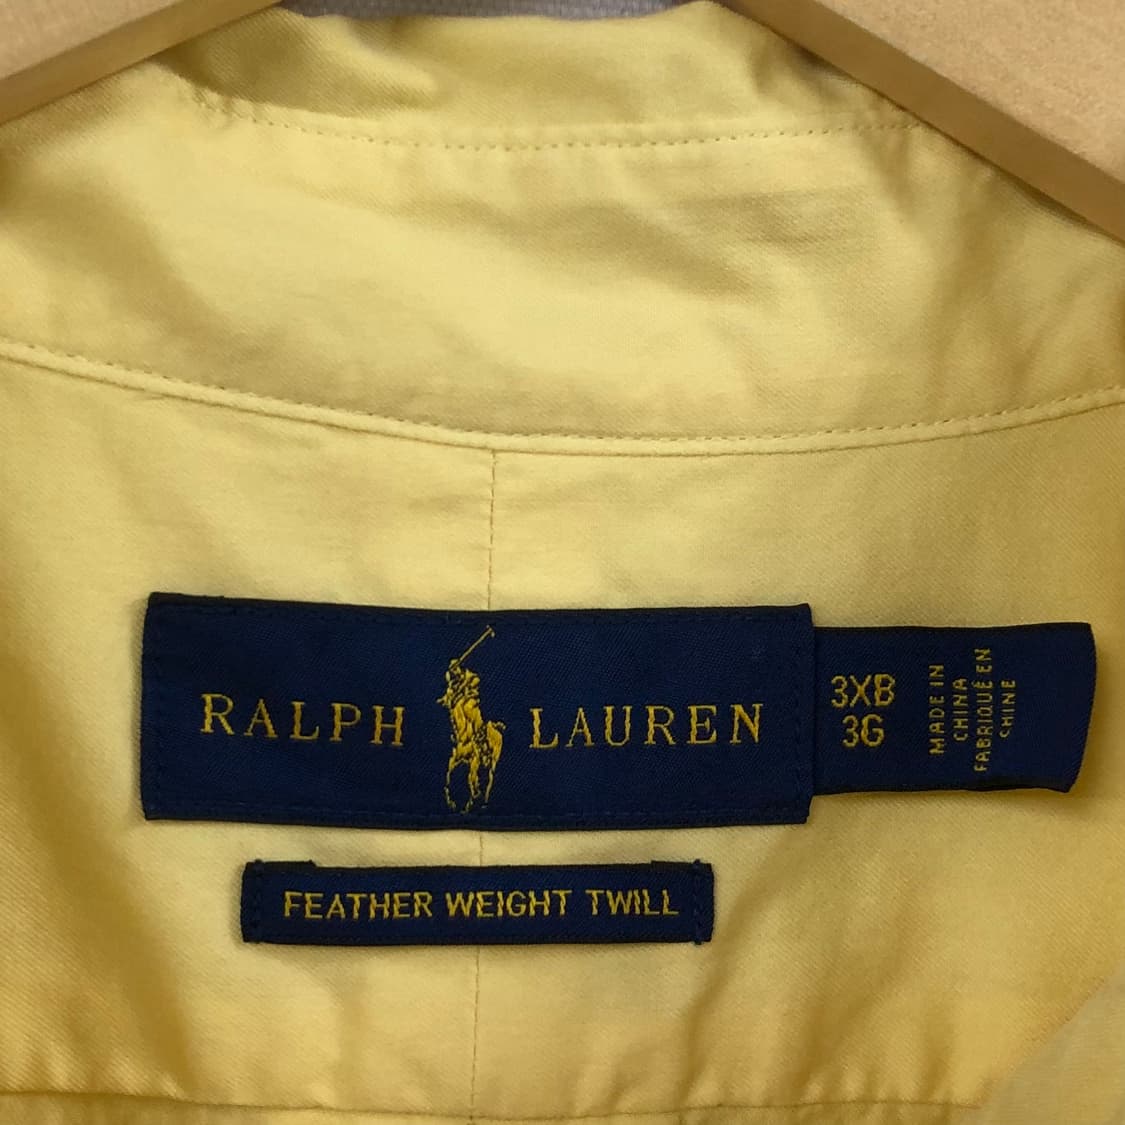 RALPH LAUREN
3XB
3G
MADE IN
CHINA
FABRIQUÉ EN
CHINE
FEATHER WEIGHT TWILL